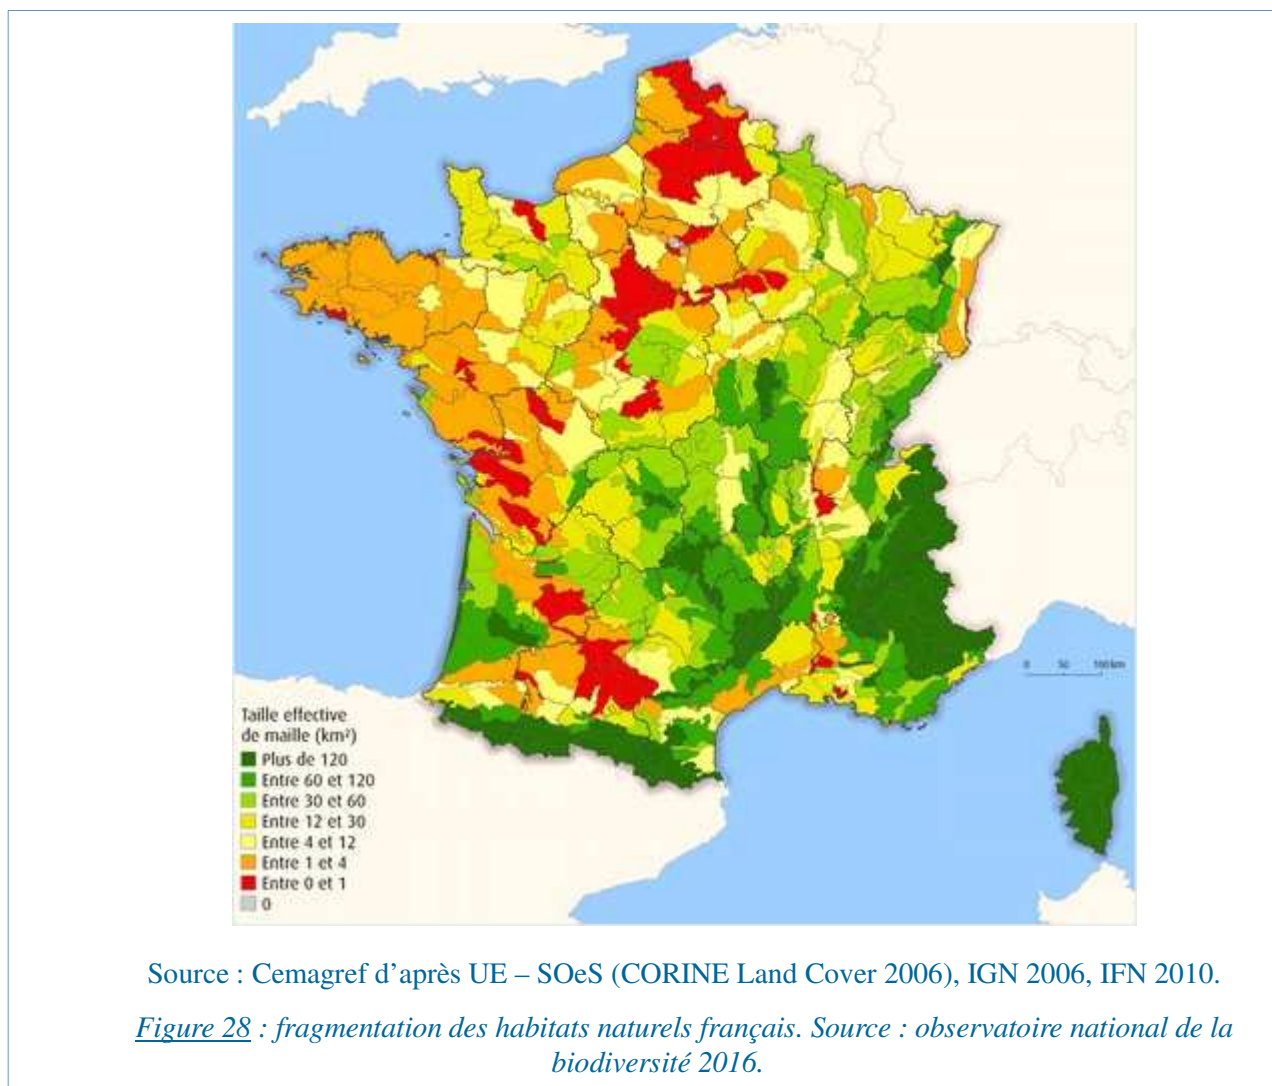 0 50 100 km
Taille effective
de maille (km²)
Plus de 120
Entre 60 et 120
Entre 30 et 60
Entre 12 et 30
Entre 4 et 12
Entre 1 et 4
Entre 0 et 1
0
Source : Cemagref d’après UE – SOeS (CORINE Land Cover 2006), IGN 2006, IFN 2010.
Figure 28 : fragmentation des habitats naturels français. Source : observatoire national de la
biodiversité 2016.